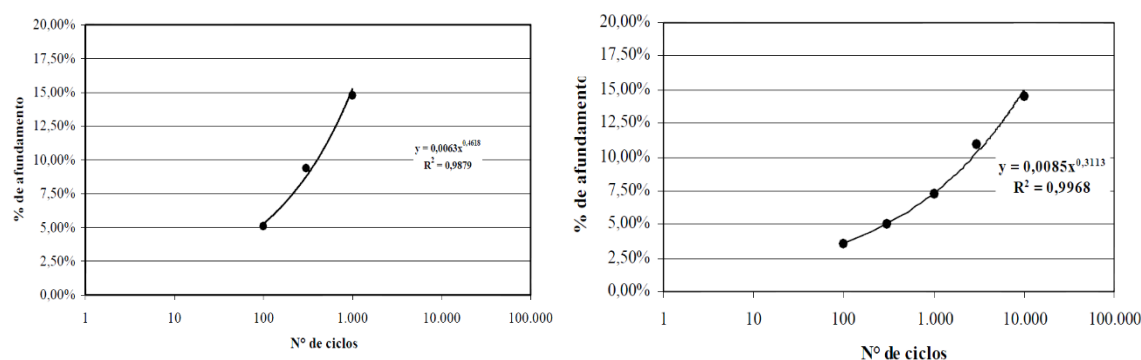 20,00%
17,50%
15,00%
12,50%
10,00%
7,50%
5,00%
2,50%
0,00%
% de afundamento
y = 0,0063x^0,4618
R² = 0,9879
1 10 100 1.000 10.000 100.000
N° de ciclos
20,00%
17,50%
15,00%
12,50%
10,00%
7,50%
5,00%
2,50%
0,00%
% de afundamento
y = 0,0085x^0,3113
R² = 0,9968
1 10 100 1.000 10.000 100.000
N° de ciclos